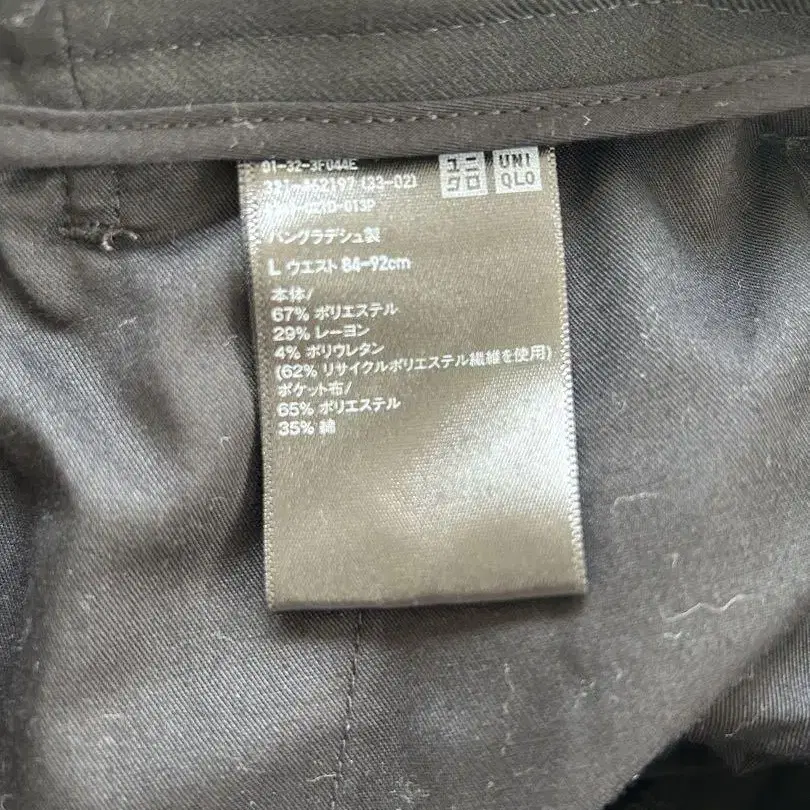 01-32-3F044E
(33-02)
ユニクロ
UNIQLO
バングラデシュ製
L ウエスト 84-92cm
本体/
67% ポリエステル
29% レーヨン
4% ポリウレタン
(62% リサイクルポリエステル繊維を使用)
ポケット布/
65% ポリエステル
35% 綿